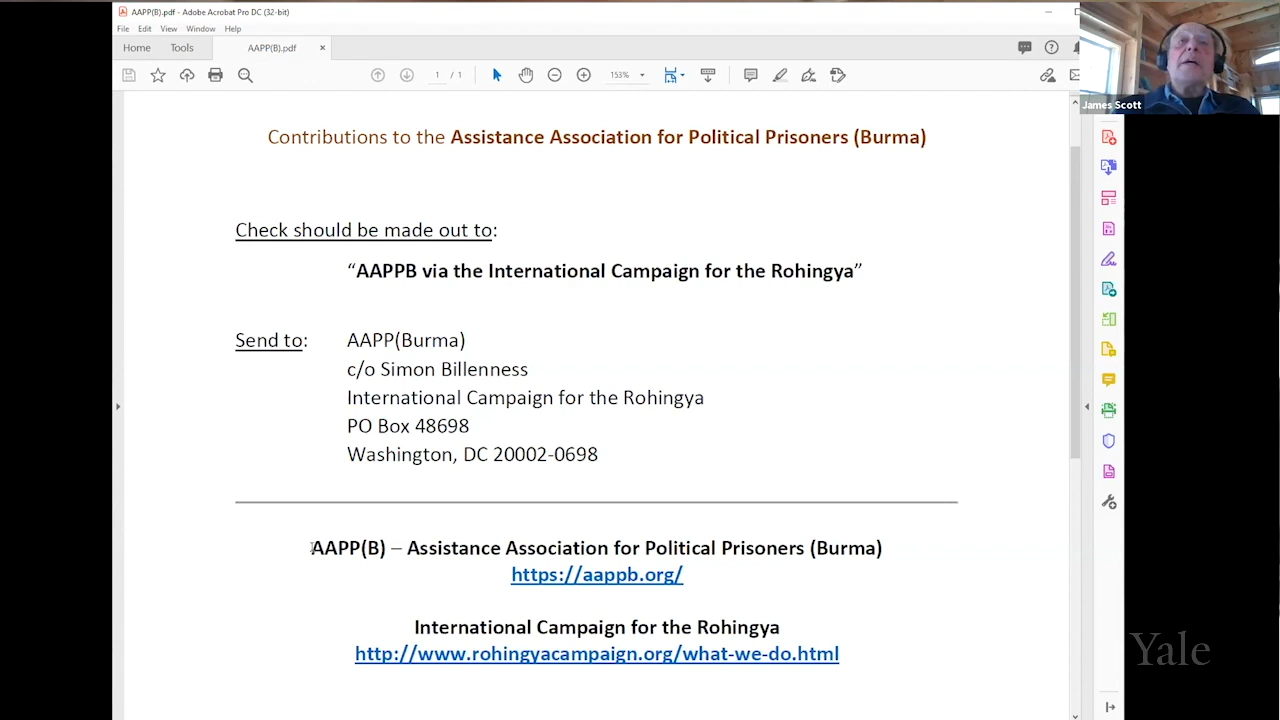 AAPP(B).pdf - Adobe Acrobat Pro DC (32-bit)
File Edit View Window Help
Home Tools AAPP(B).pdf ×
1 / 1 153%
James Scott
Contributions to the Assistance Association for Political Prisoners (Burma)
Check should be made out to:
“AAPPB via the International Campaign for the Rohingya”
Send to: AAPP(Burma)
c/o Simon Billenness
International Campaign for the Rohingya
PO Box 48698
Washington, DC 20002-0698
AAPP(B) – Assistance Association for Political Prisoners (Burma)
https://aappb.org/
International Campaign for the Rohingya
http://www.rohingyacampaign.org/what-we-do.html
Yale